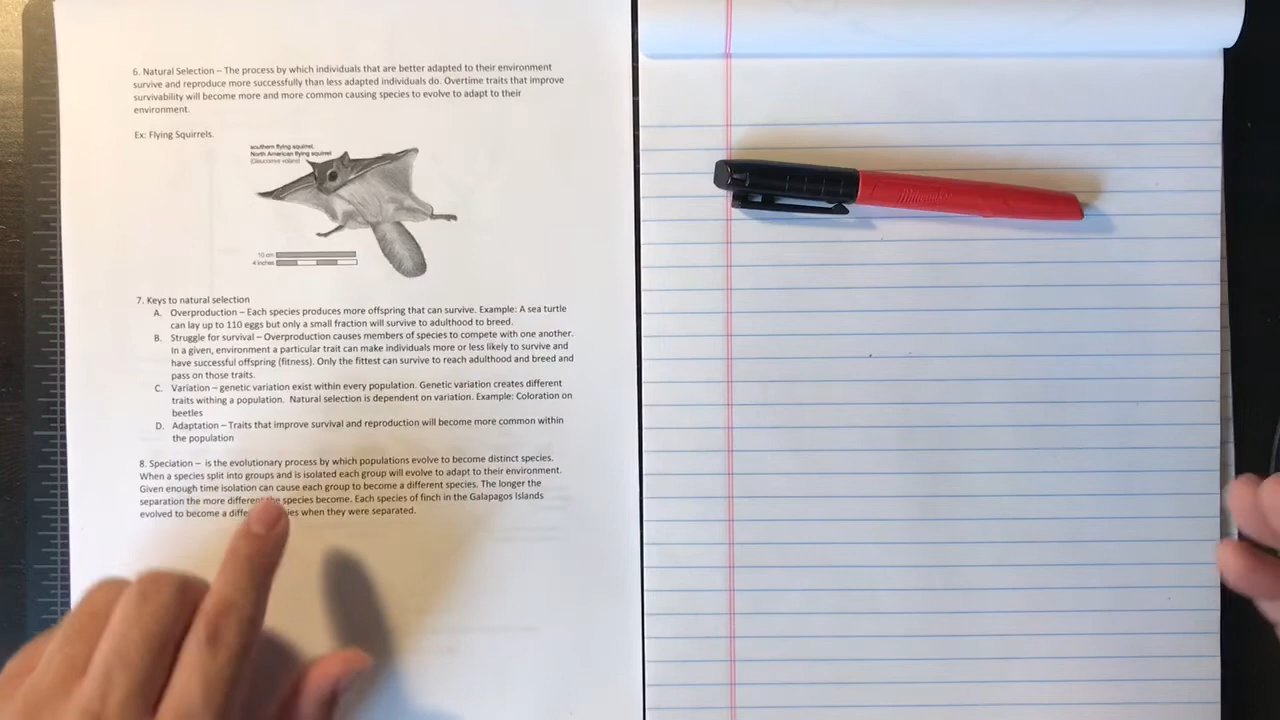 6. Natural Selection – The process by which individuals that are better adapted to their environment
survive and reproduce more successfully than less adapted individuals do. Overtime traits that improve
survivability will become more and more common causing species to evolve to adapt to their
environment.
Ex: Flying Squirrels.
southern flying squirrel,
North American flying squirrel
(Glaucomys volans)
10 cm
4 inches
7. Keys to natural selection
A. Overproduction – Each species produces more offspring that can survive. Example: A sea turtle
can lay up to 110 eggs but only a small fraction will survive to adulthood to breed.
B. Struggle for survival – Overproduction causes members of species to compete with one another.
In a given, environment a particular trait can make individuals more or less likely to survive and
have successful offspring (fitness). Only the fittest can survive to reach adulthood and breed and
pass on those traits.
C. Variation – genetic variation exist within every population. Genetic variation creates different
traits withing a population. Natural selection is dependent on variation. Example: Coloration on
beetles
D. Adaptation – Traits that improve survival and reproduction will become more common within
the population
8. Speciation – is the evolutionary process by which populations evolve to become distinct species.
When a species split into groups and is isolated each group will evolve to adapt to their environment.
Given enough time isolation can cause each group to become a different species. The longer the
separation the more different the species become. Each species of finch in the Galapagos Islands
evolved to become a when they were separated.
Milwaukee